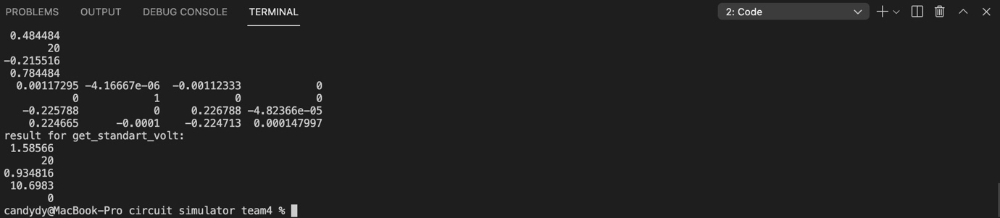 PROBLEMS OUTPUT DEBUG CONSOLE TERMINAL 2: Code
0.484484
20
-0.215516
0.784484
0.00117295 -4.16667e-06 -0.00112333 0
0 1 0 0
-0.225788 0 0.226788 -4.82366e-05
0.224665 -0.0001 -0.224713 0.000147997
result for get_standart_volt:
1.58566
20
0.934816
10.6983
0
candydy@MacBook-Pro circuit simulator team4 %